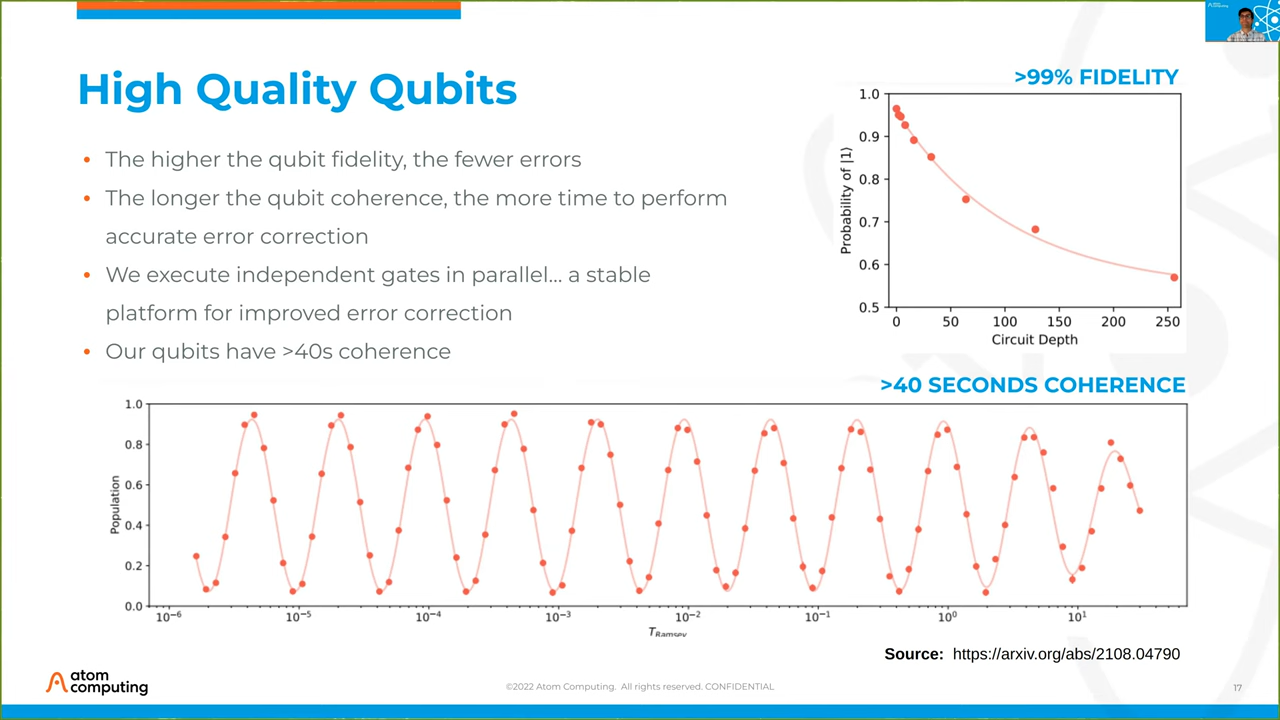 High Quality Qubits
• The higher the qubit fidelity, the fewer errors
• The longer the qubit coherence, the more time to perform
accurate error correction
• We execute independent gates in parallel... a stable
platform for improved error correction
• Our qubits have >40s coherence
>99% FIDELITY
1.0
0.9
0.8
0.7
0.6
0.5
Probability of |1⟩
0 50 100 150 200 250
Circuit Depth
>40 SECONDS COHERENCE
1.0
0.8
0.6
0.4
0.2
0.0
Population
10⁻⁶ 10⁻⁵ 10⁻⁴ 10⁻³ 10⁻² 10⁻¹ 10⁰ 10¹
T_Ramsey
Source: https://arxiv.org/abs/2108.04790
atom
computing
©2022 Atom Computing. All rights reserved. CONFIDENTIAL
17